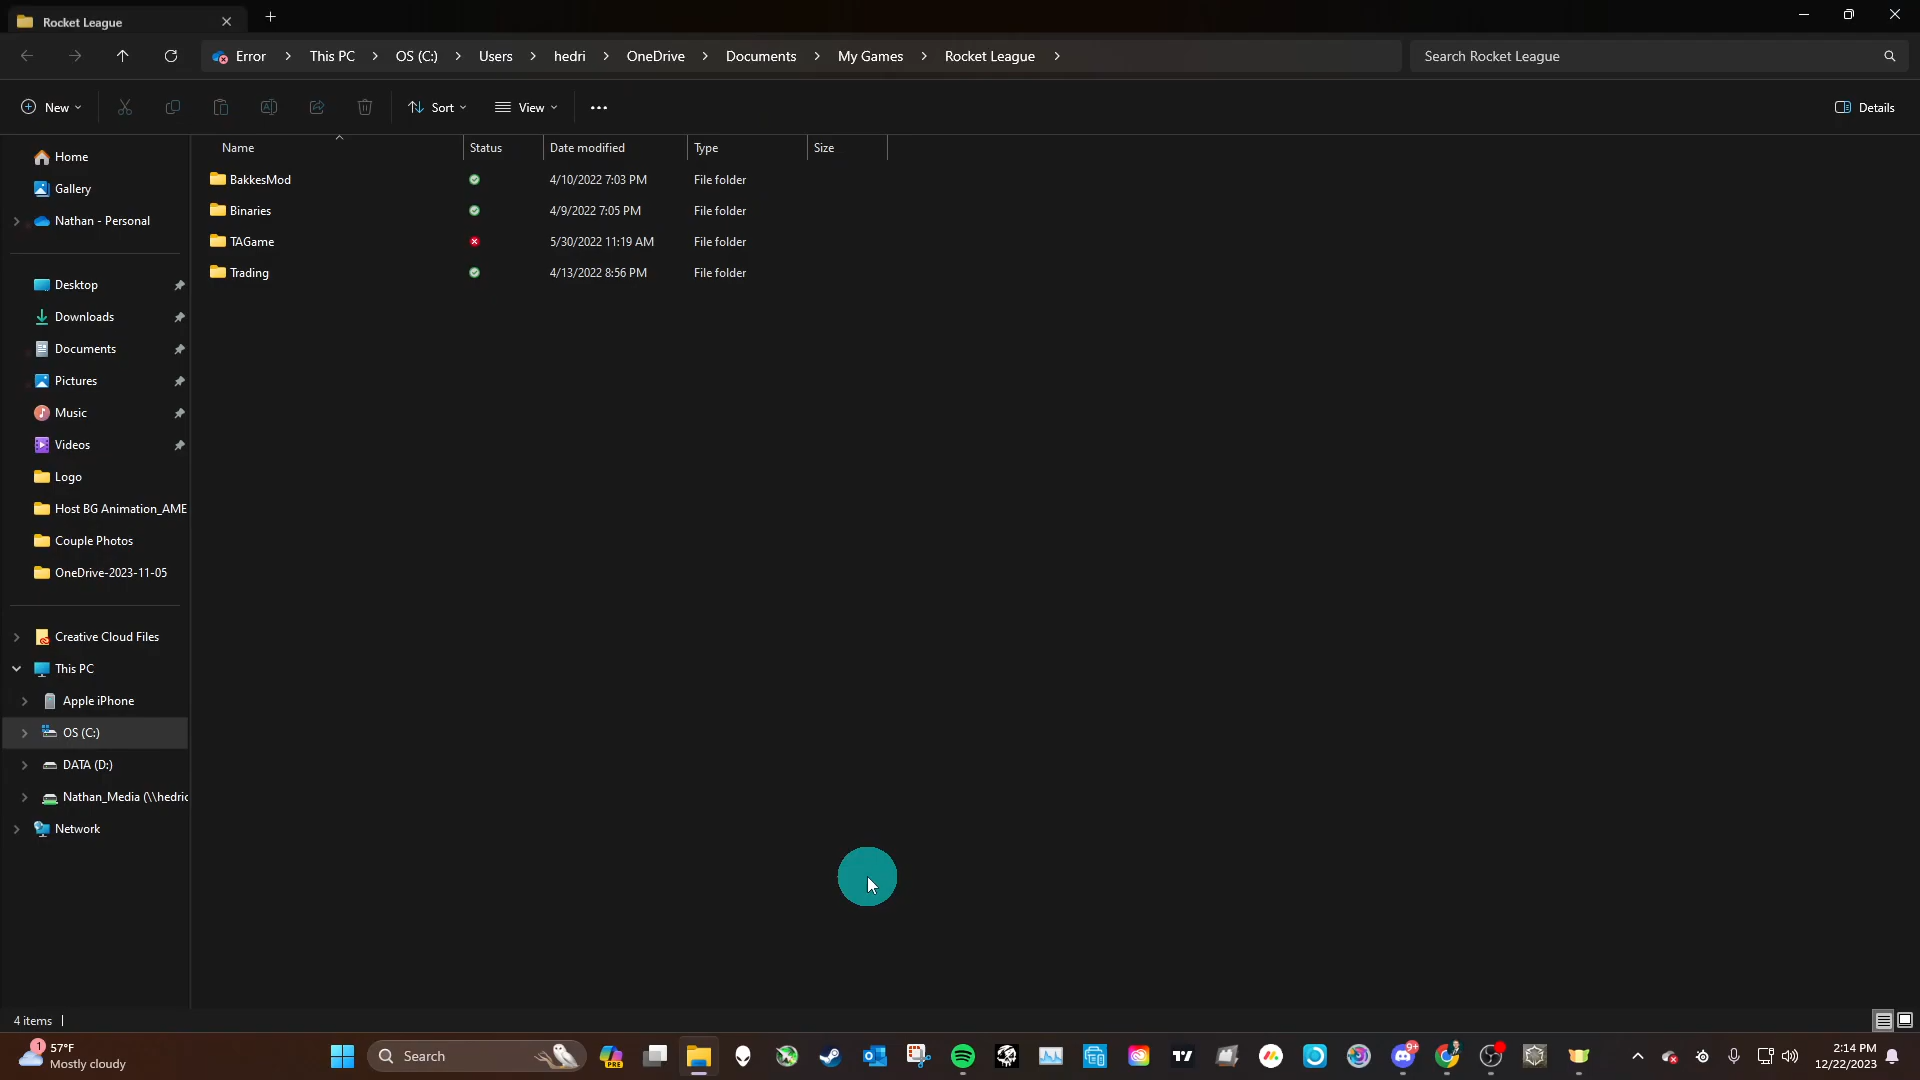 Rocket League
Error > This PC > OS (C:) > Users > hedri > OneDrive > Documents > My Games > Rocket League >
Search Rocket League
New
Sort
View
Details
Name
Status
Date modified
Type
Size
BakkesMod 4/10/2022 7:03 PM File folder
Binaries 4/9/2022 7:05 PM File folder
TAGame 5/30/2022 11:19 AM File folder
Trading 4/13/2022 8:56 PM File folder
Home
Gallery
Nathan - Personal
Desktop
Downloads
Documents
Pictures
Music
Videos
Logo
Host BG Animation_AME
Couple Photos
OneDrive-2023-11-05
Creative Cloud Files
This PC
Apple iPhone
OS (C:)
DATA (D:)
Nathan_Media (\\hedric
Network
4 items
1
57°F
Mostly cloudy
Search
PRE
9+
2:14 PM
12/22/2023